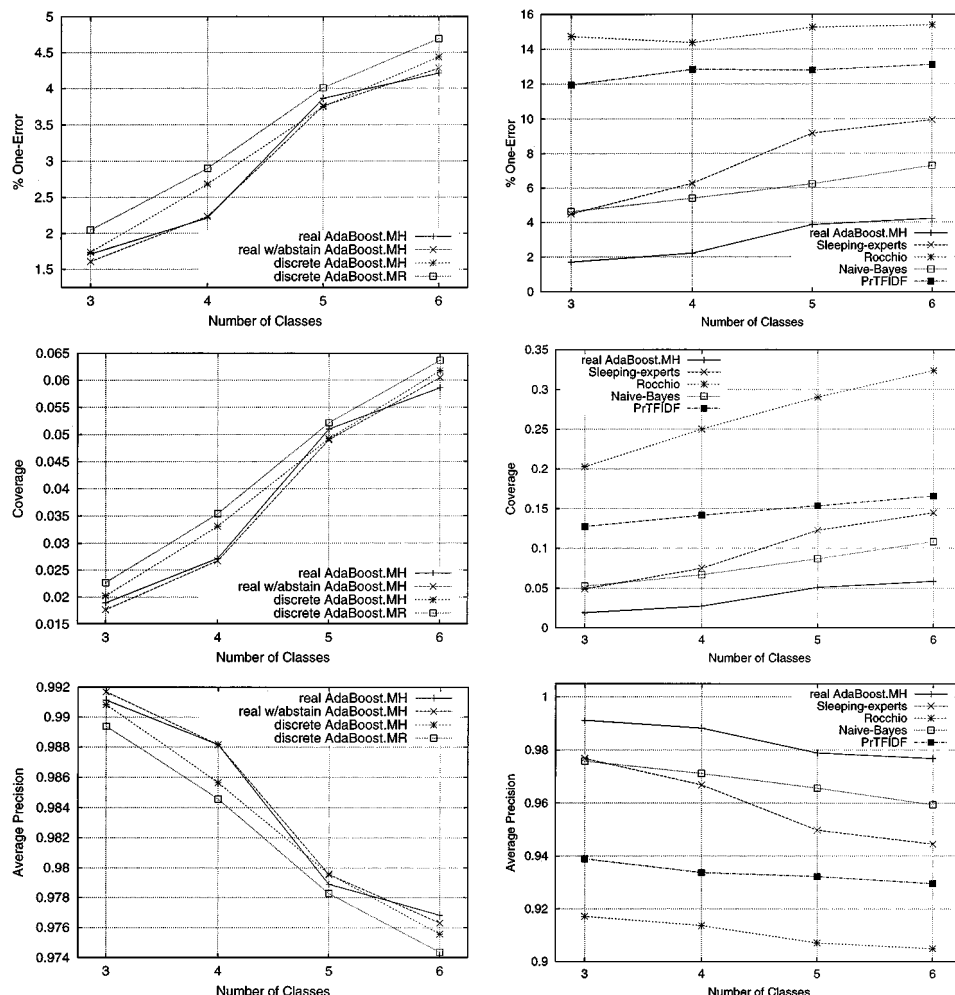 5
4.5
4
3.5
3
2.5
2
1.5
% One-Error
real AdaBoost.MH
real w/abstain AdaBoost.MH
discrete AdaBoost.MH
discrete AdaBoost.MR
3 4 5 6
Number of Classes
16
14
12
10
8
6
4
2
0
% One-Error
real AdaBoost.MH
Sleeping-experts
Rocchio
Naive-Bayes
PrTFIDF
3 4 5 6
Number of Classes
0.065
0.06
0.055
0.05
0.045
0.04
0.035
0.03
0.025
0.02
0.015
Coverage
real AdaBoost.MH
real w/abstain AdaBoost.MH
discrete AdaBoost.MH
discrete AdaBoost.MR
3 4 5 6
Number of Classes
0.35
0.3
0.25
0.2
0.15
0.1
0.05
0
Coverage
real AdaBoost.MH
Sleeping-experts
Rocchio
Naive-Bayes
PrTFIDF
3 4 5 6
Number of Classes
0.992
0.99
0.988
0.986
0.984
0.982
0.98
0.978
0.976
0.974
Average Precision
real AdaBoost.MH
real w/abstain AdaBoost.MH
discrete AdaBoost.MH
discrete AdaBoost.MR
3 4 5 6
Number of Classes
1
0.98
0.96
0.94
0.92
0.9
Average Precision
real AdaBoost.MH
Sleeping-experts
Rocchio
Naive-Bayes
PrTFIDF
3 4 5 6
Number of Classes